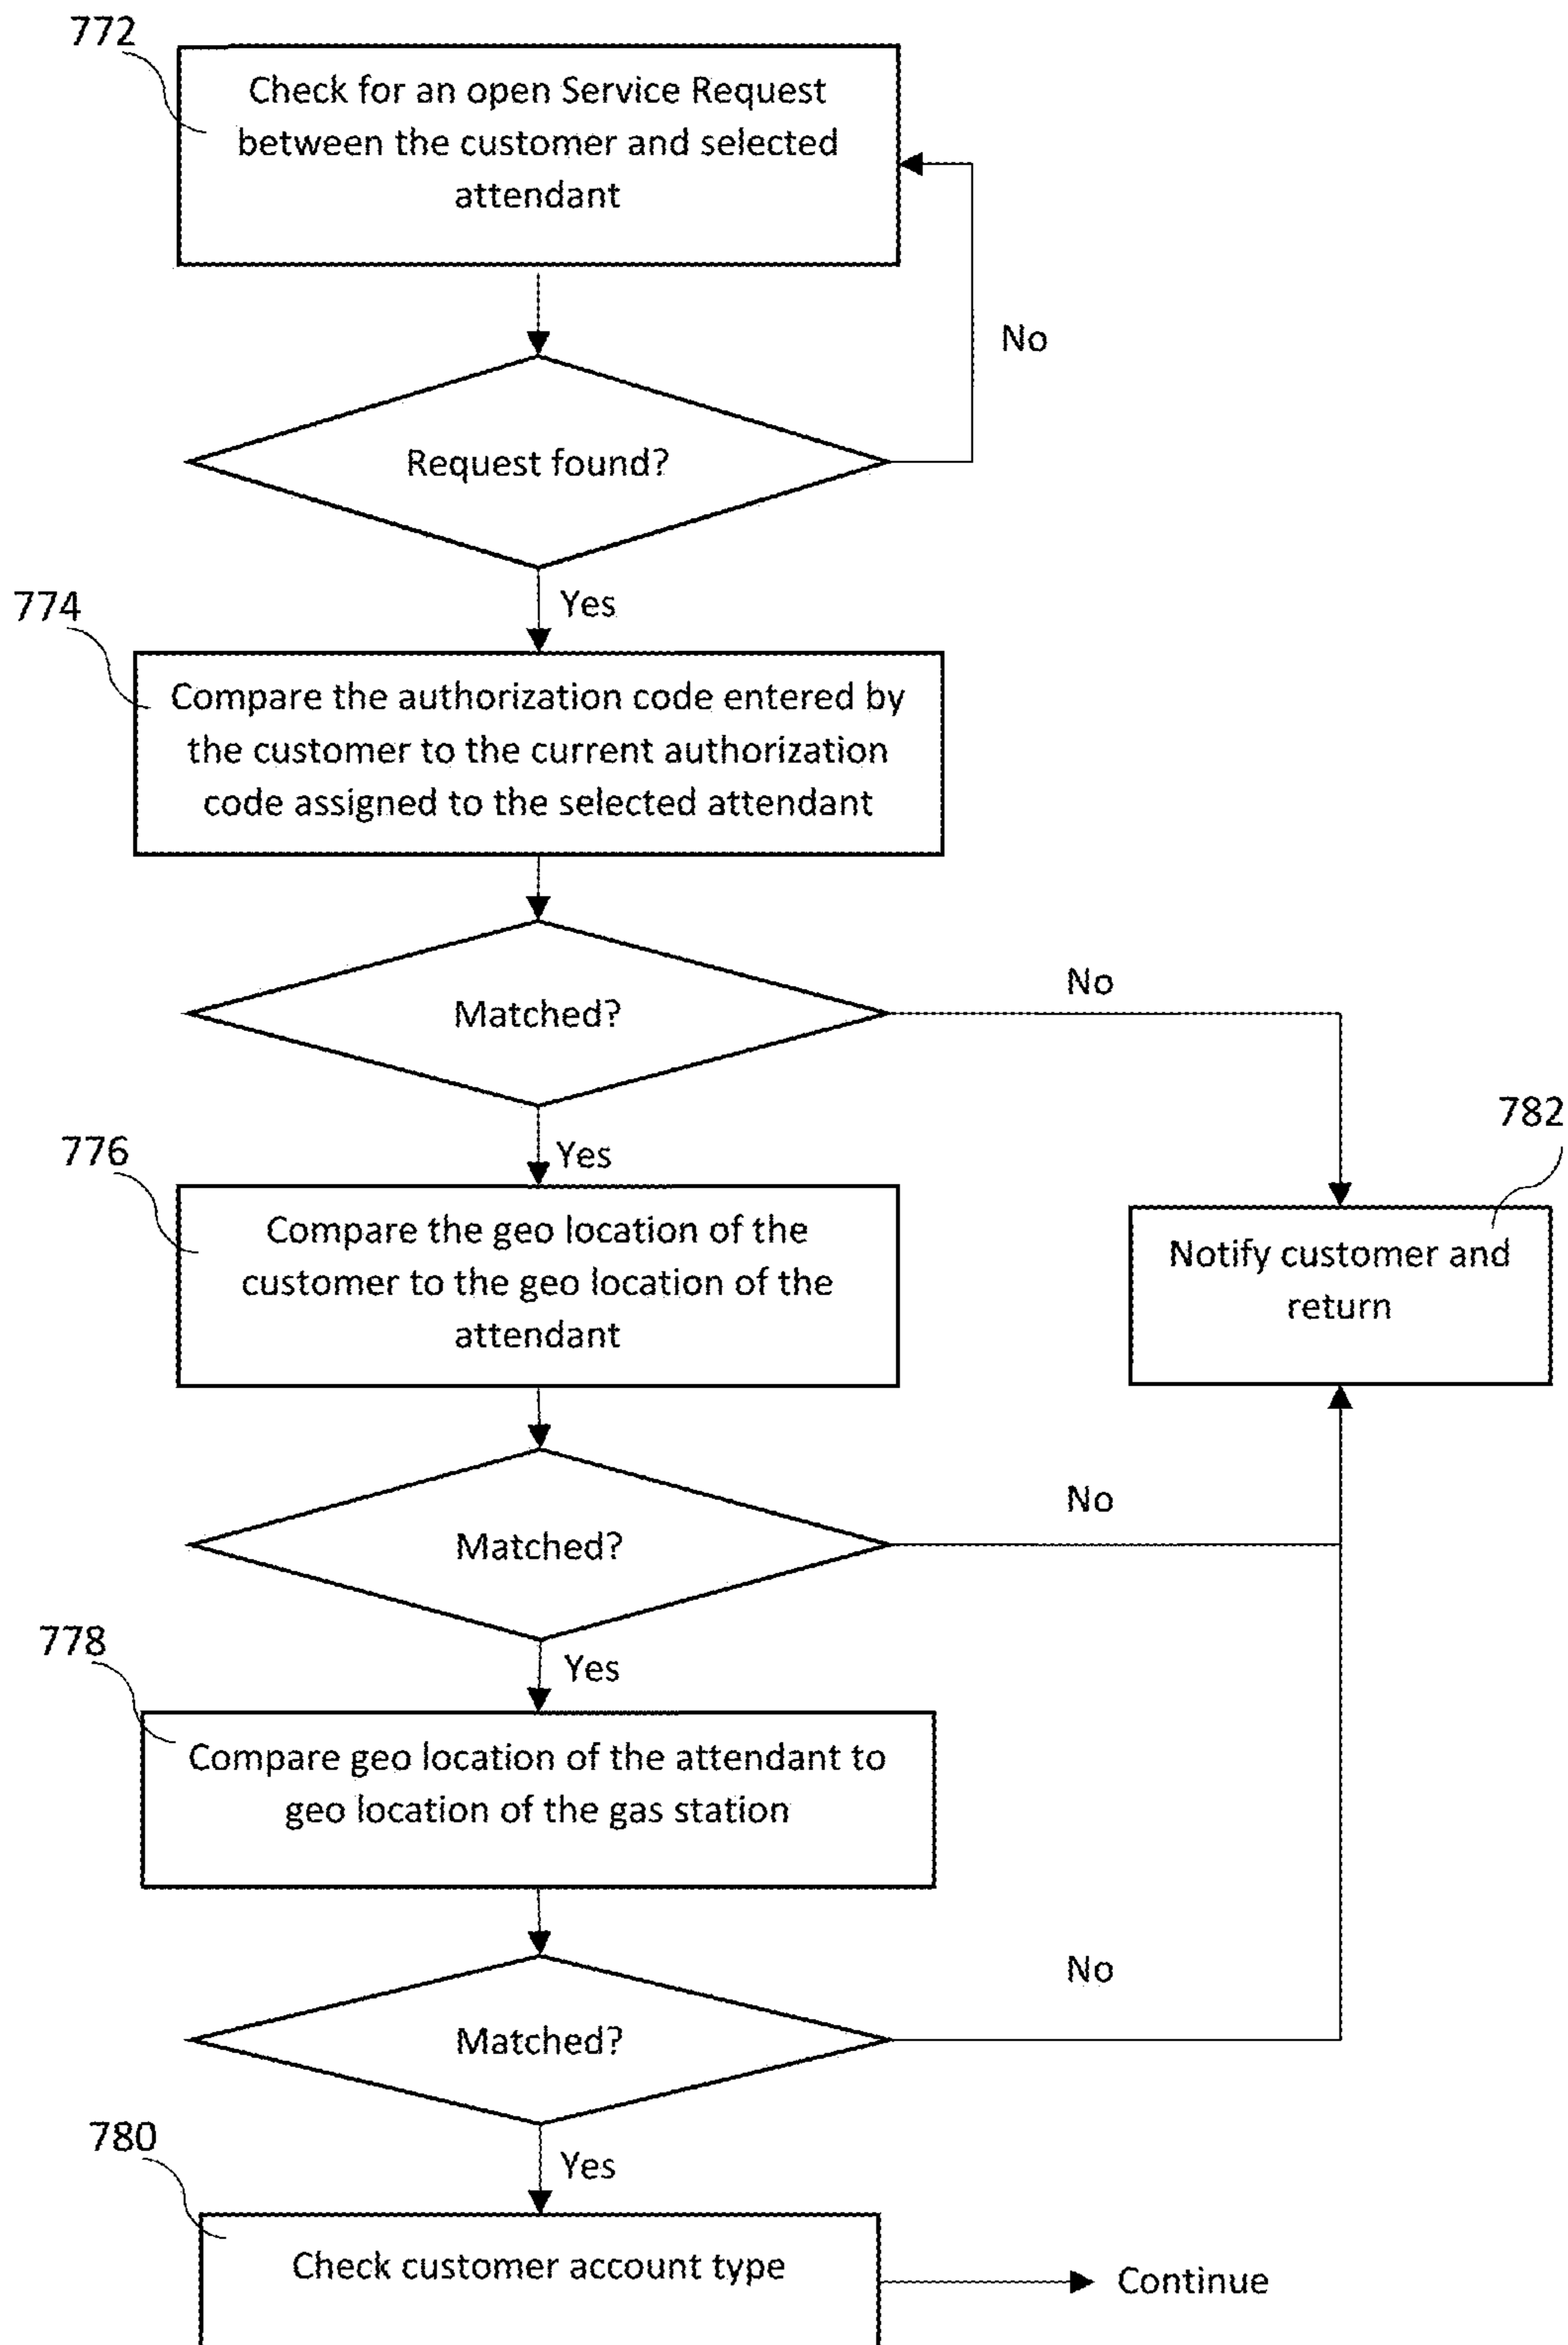 772
Check for an open Service Request
between the customer and selected
attendant
No
Request found?
Yes
774
Compare the authorization code entered by
the customer to the current authorization
code assigned to the selected attendant
No
Matched?
Yes
782
776
Compare the geo location of the
customer to the geo location of the
attendant
Notify customer and
return
No
Matched?
Yes
778
Compare geo location of the attendant to
geo location of the gas station
No
Matched?
Yes
780
Check customer account type
Continue